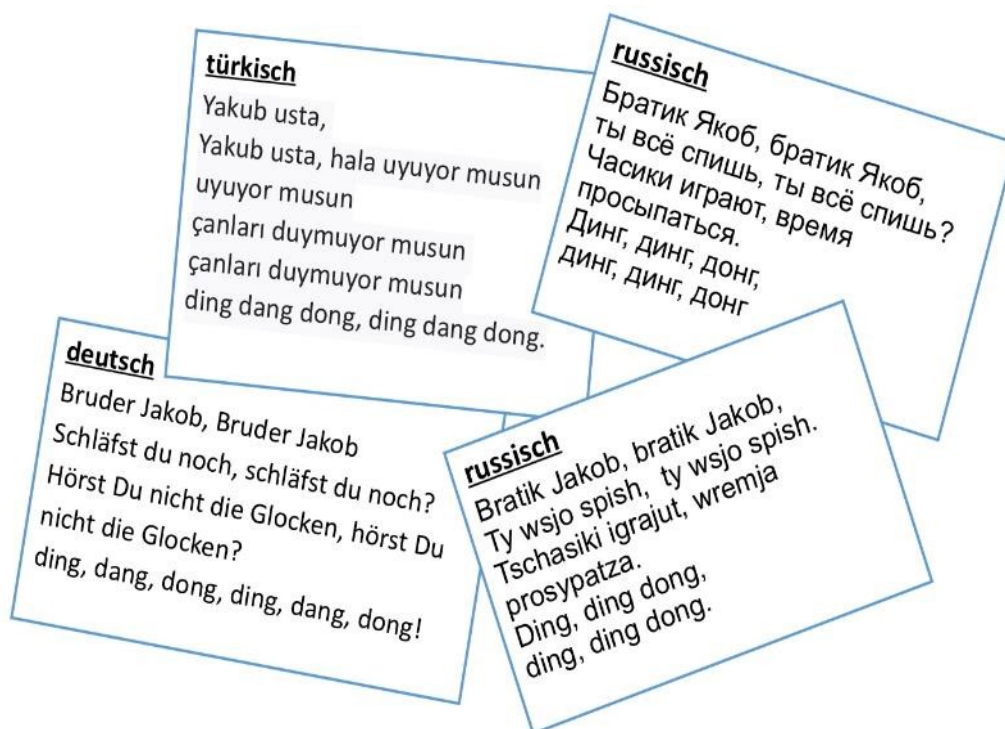 türkisch
Yakub usta,
Yakub usta, hala uyuyor musun
uyuyor musun
çanları duymuyor musun
çanları duymuyor musun
ding dang dong, ding dang dong.
russisch
Братик Якоб, братик Якоб,
ты всё спишь, ты всё спишь?
Часики играют, время
просыпаться.
Динг, динг, донг,
динг, динг, донг
deutsch
Bruder Jakob, Bruder Jakob
Schläfst du noch, schläfst du noch?
Hörst Du nicht die Glocken, hörst Du
nicht die Glocken?
ding, dang, dong, ding, dang, dong!
russisch
Bratik Jakob, bratik Jakob,
Ty wsjo spish, ty wsjo spish.
Tschasiki igrajut, wremja
prosypatza.
Ding, ding dong,
ding, ding dong.